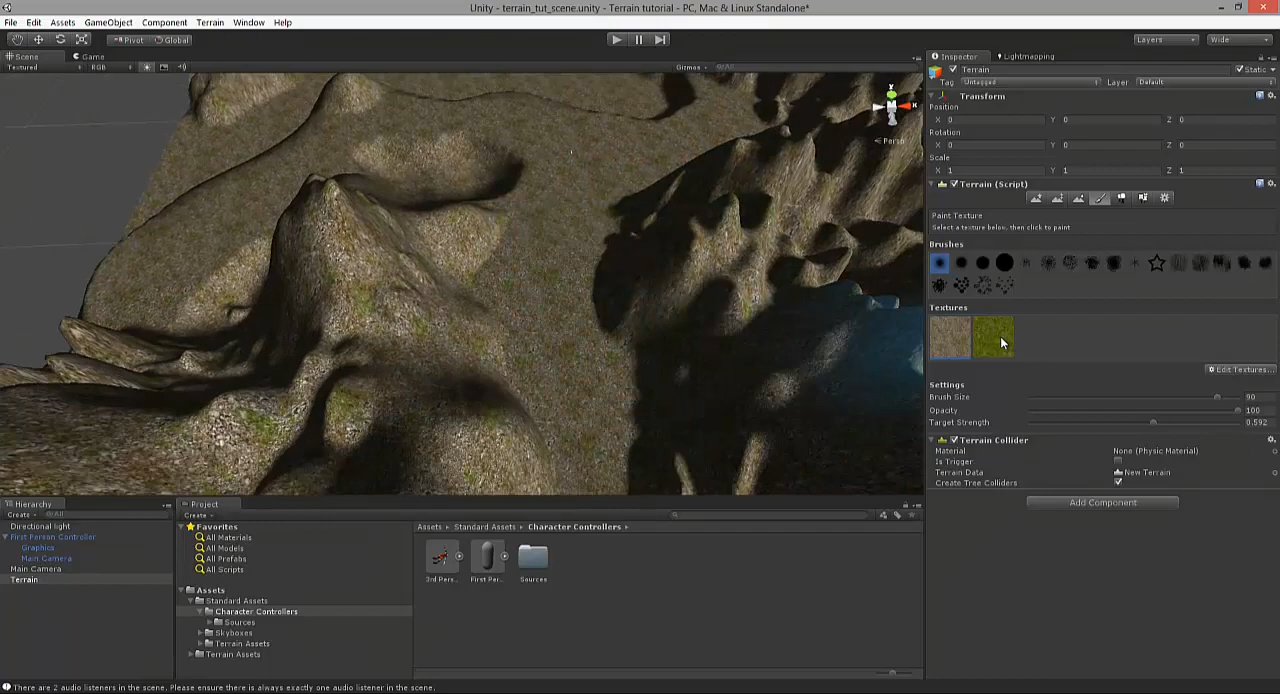 Unity - terrain_tut_scene.unity - Terrain tutorial - PC, Mac & Linux Standalone*
File Edit Assets GameObject Component Terrain Window Help
Pivot Global Layers Wide
Scene Game
Textured RGB Gizmos All
Persp
Inspector Lightmapping
Terrain Static
Tag Untagged Layer Default
Transform
Position
X 0 Y 0 Z 0
Rotation
X 0 Y 0 Z 0
Scale
X 1 Y 1 Z 1
Terrain (Script)
Paint Texture
Select a texture below, then click to paint
Brushes
Textures
Edit Textures...
Settings
Brush Size 90
Opacity 100
Target Strength 0.592
Terrain Collider
Material None (Physic Material)
Is Trigger
Terrain Data New Terrain
Create Tree Colliders
Add Component
Hierarchy
Create All
Directional light
First Person Controller
Graphics
Main Camera
Main Camera
Terrain
Project
Create
Favorites
All Materials
All Models
All Prefabs
All Scripts
Assets
Standard Assets
Character Controllers
Sources
Skyboxes
Terrain Assets
Terrain Assets
Assets Standard Assets Character Controllers
3rd Pers... First Per... Sources
There are 2 audio listeners in the scene. Please ensure there is always exactly one audio listener in the scene.